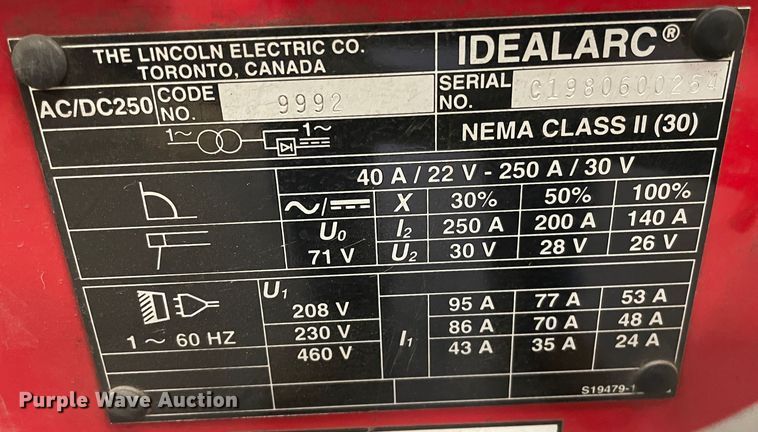 THE LINCOLN ELECTRIC CO.
TORONTO, CANADA
IDEALARC®
AC/DC250 CODE NO. 9992
SERIAL NO. C1980600264
1~ 1~
NEMA CLASS II (30)
40 A / 22 V - 250 A / 30 V
X 30% 50% 100%
U0 I2 250 A 200 A 140 A
71 V U2 30 V 28 V 26 V
U1
208 V 95 A 77 A 53 A
230 V I1 86 A 70 A 48 A
460 V 43 A 35 A 24 A
1 ~ 60 HZ
S19479-1
Purple Wave Auction